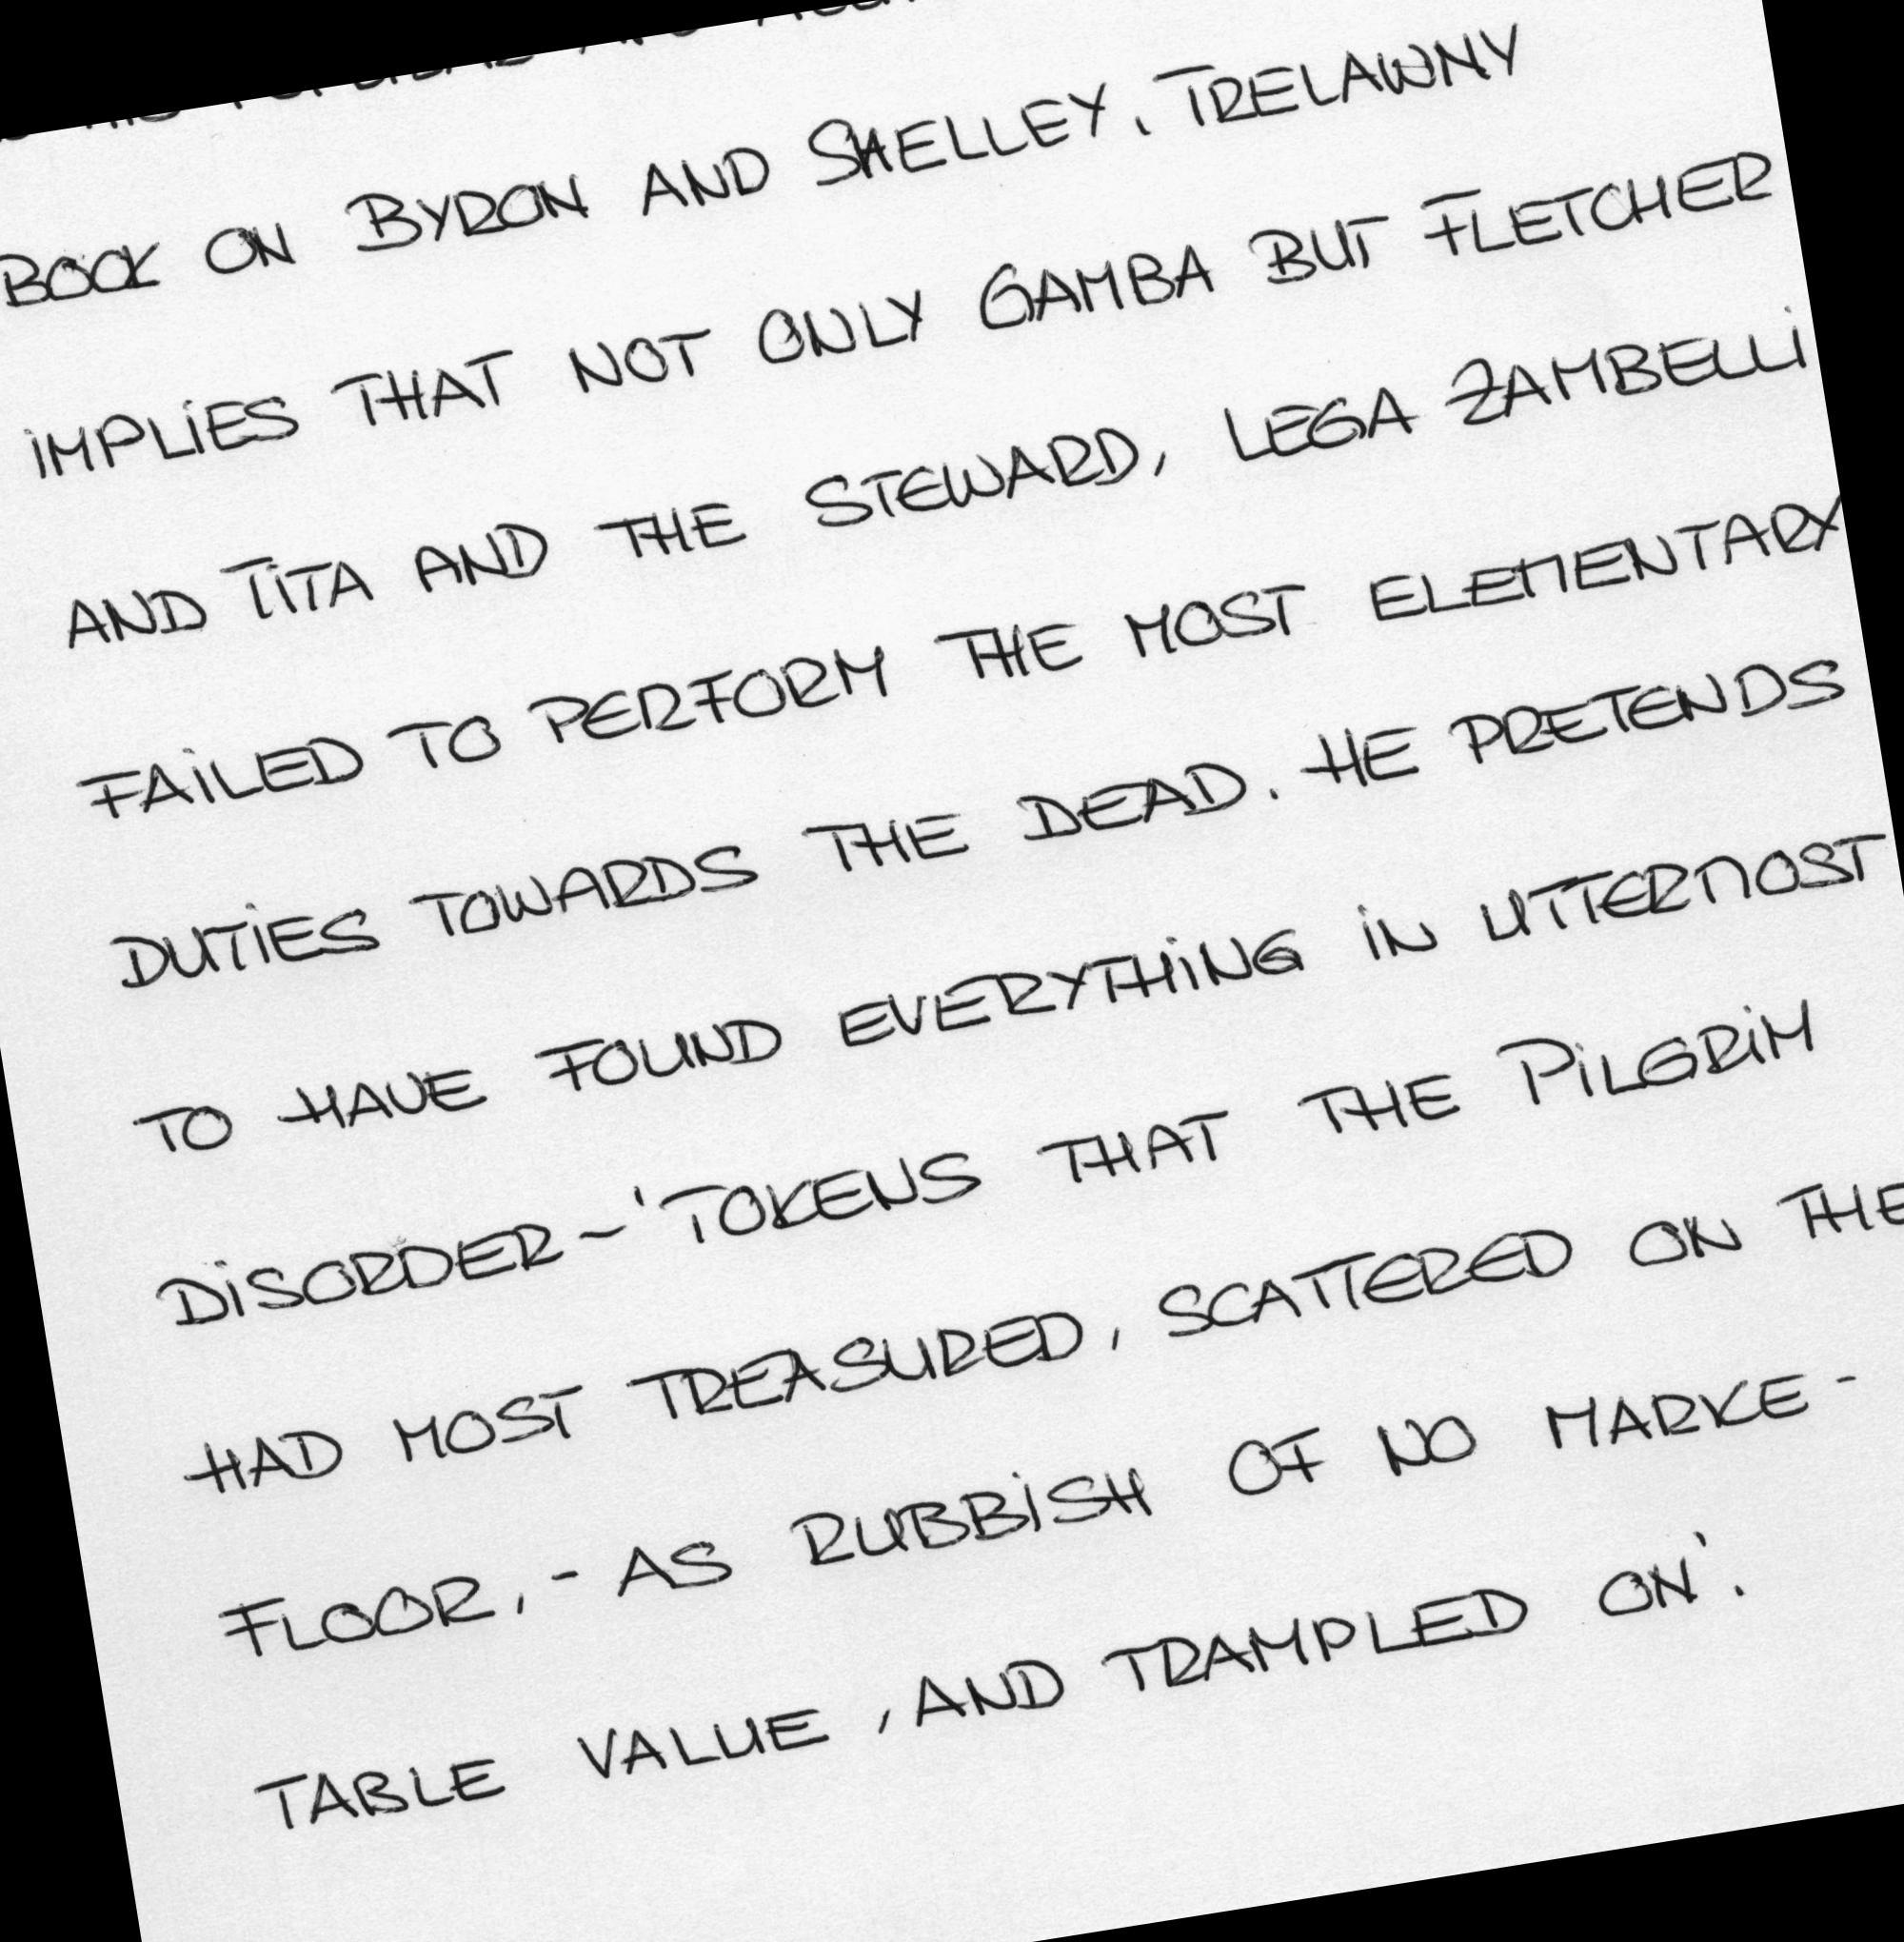 BOOK ON BYRON AND SHELLEY, TRELAWNY
IMPLIES THAT NOT ONLY GAMBA BUT FLETCHER
AND TITA AND THE STEWARD, LEGA ZAMBELLI
FAILED TO PERFORM THE MOST ELEMENTARY
DUTIES TOWARDS THE DEAD. HE PRETENDS
TO HAVE FOUND EVERYTHING IN UTTERMOST
DISORDER - 'TOKENS THAT THE PILGRIM
HAD MOST TREASURED, SCATTERED ON THE
FLOOR, - AS RUBBISH OF NO MARKE-
TABLE VALUE, AND TRAMPLED ON'.